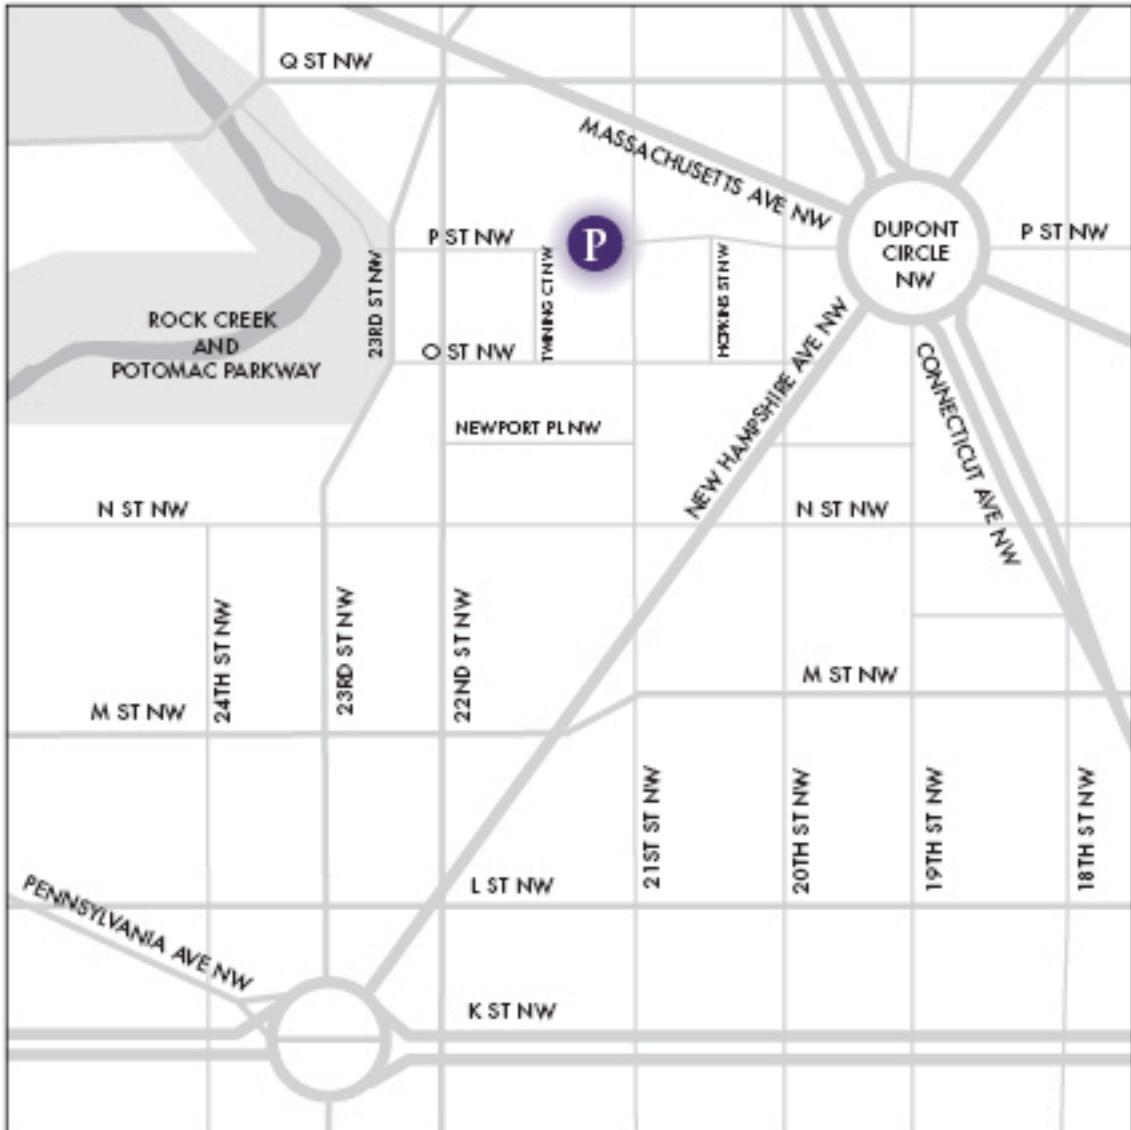 Q ST NW
MASSACHUSETTS AVE NW
P ST NW
P
DUPONT
CIRCLE
NW
P ST NW
23RD ST NW
TWINING CT NW
HOPKINS ST NW
ROCK CREEK
AND
POTOMAC PARKWAY
O ST NW
NEW HAMPSHIRE AVE NW
CONNECTICUT AVE NW
NEWPORT PL NW
N ST NW
N ST NW
24TH ST NW
23RD ST NW
22ND ST NW
M ST NW
M ST NW
21ST ST NW
20TH ST NW
19TH ST NW
18TH ST NW
L ST NW
PENNSYLVANIA AVE NW
K ST NW